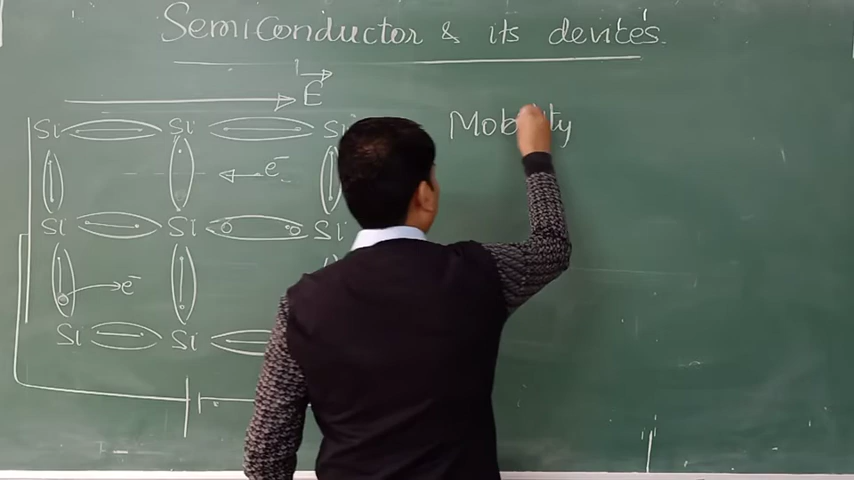 SemiConductor & its devices.
E
Si Si Si
e-
Si Si Si
e-
Si Si